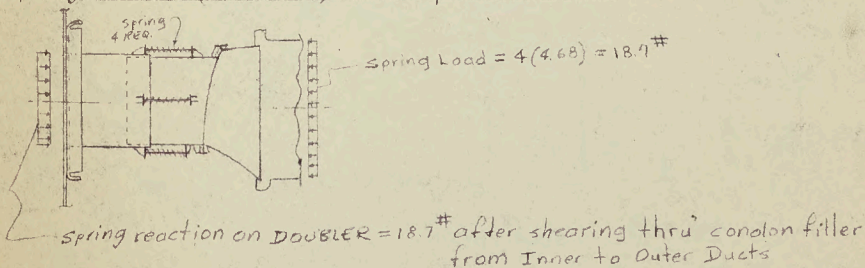 spring
4 REQ.
Spring Load = 4(4.68) = 18.7#
Spring reaction on DOUBLER = 18.7# after shearing thru' conolon filler
from Inner to Outer Ducts